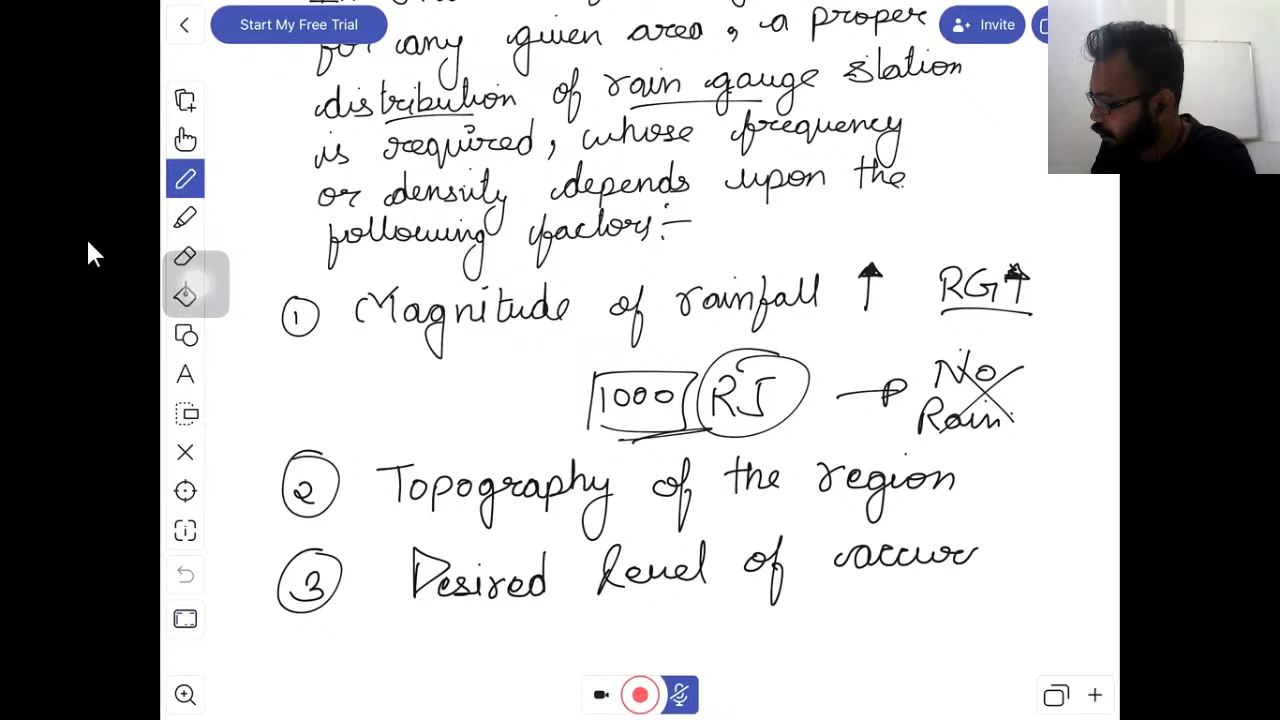 Start My Free Trial
Invite
for any given area, a proper
distribution of rain gauge station
is required, whose frequency
or density depends upon the
following factors:-
1 Magnitude of rainfall ↑ RG↑
1000 RJ → No
Rain
2 Topography of the region
3 Desired level of accur
A